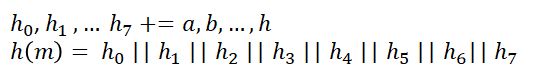 h₀, h₁ , … h₇ += a, b, … , h
h(m) = h₀ || h₁ || h₂ || h₃ || h₄ || h₅ || h₆|| h₇